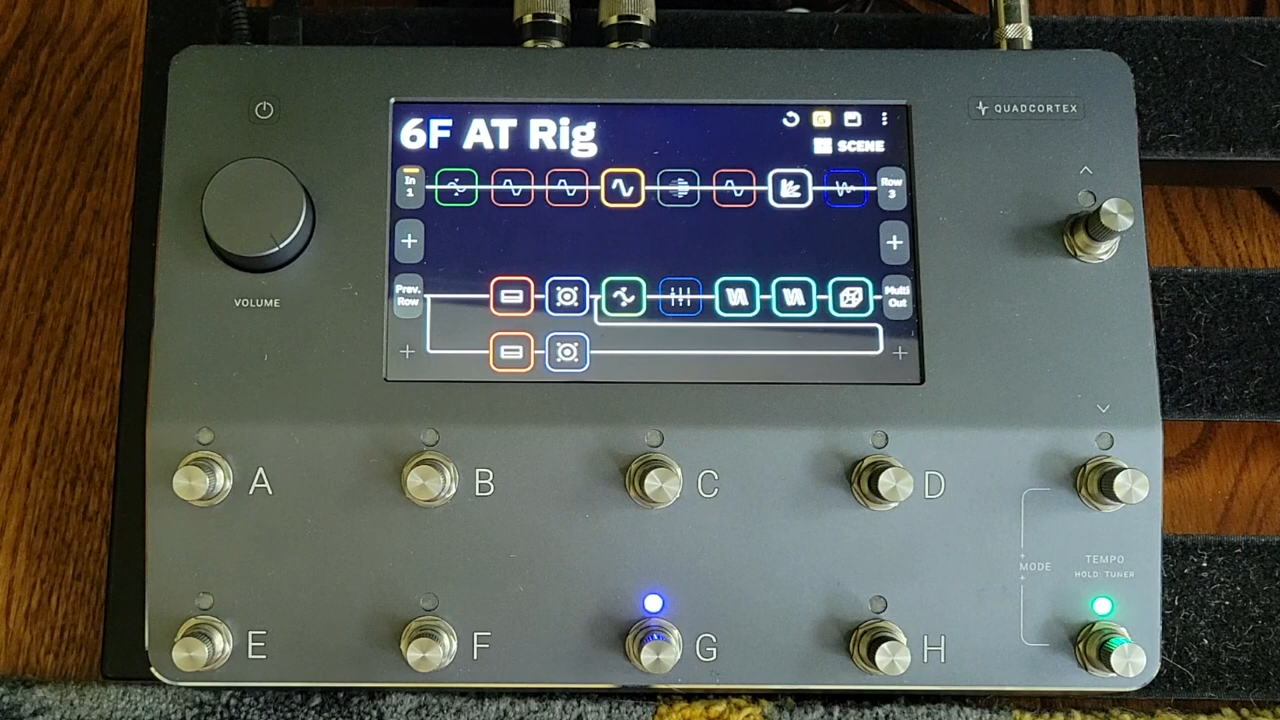 QUADCORTEX
6F AT Rig
G
SCENE
In
1
Row
3
+
+
Prev.
Row
Multi
Out
+
+
VOLUME
A
B
C
D
MODE
TEMPO
HOLD: TUNER
E
F
G
H